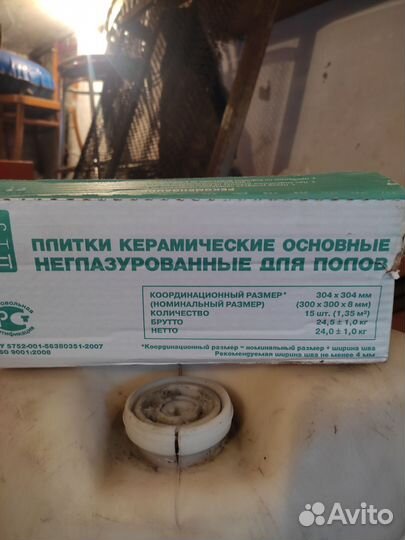 ПЛИТКИ КЕРАМИЧЕСКИЕ ОСНОВНЫЕ
НЕГЛАЗУРОВАННЫЕ ДЛЯ ПОЛОВ
КООРДИНАЦИОННЫЙ РАЗМЕР* 304 x 304 мм
(НОМИНАЛЬНЫЙ РАЗМЕР) (300 x 300 x 8 мм)
КОЛИЧЕСТВО 15 шт. (1,35 м²)
БРУТТО 24,5 ± 1,0 кг
НЕТТО 24,0 ± 1,0 кг
*Координационный размер = номинальный размер + ширина шва
Рекомендуемая ширина шва не менее 4 мм
5752-001-56380351-2007
ISO 9001:2008
Avito